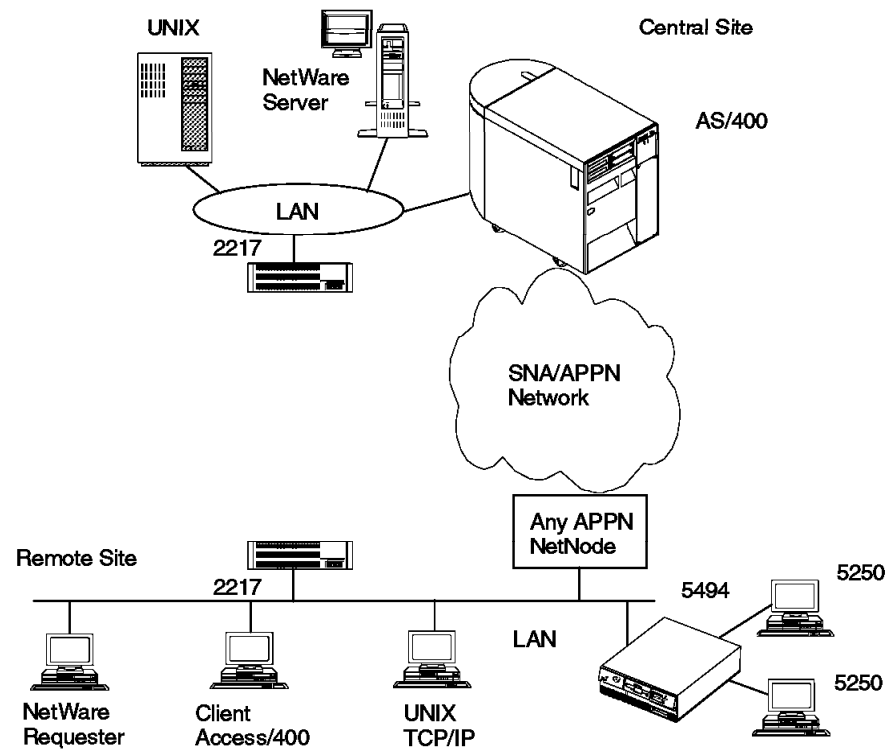 UNIX
Central Site
NetWare
Server
AS/400
LAN
2217
SNA/APPN
Network
Any APPN
NetNode
Remote Site
2217
5494
5250
LAN
5250
NetWare
Requester
Client
Access/400
UNIX
TCP/IP